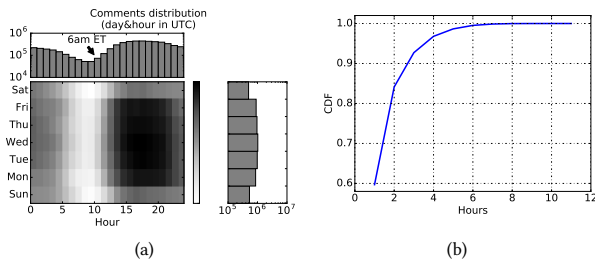 Comments distribution
(day&hour in UTC)
10^6
10^5
10^4
6am ET
Sat
Fri
Thu
Wed
Tue
Mon
Sun
0 5 10 15 20
Hour
10^5 10^6 10^7
(a)
1.0
0.9
0.8
0.7
0.6
CDF
0 2 4 6 8 10 12
Hours
(b)